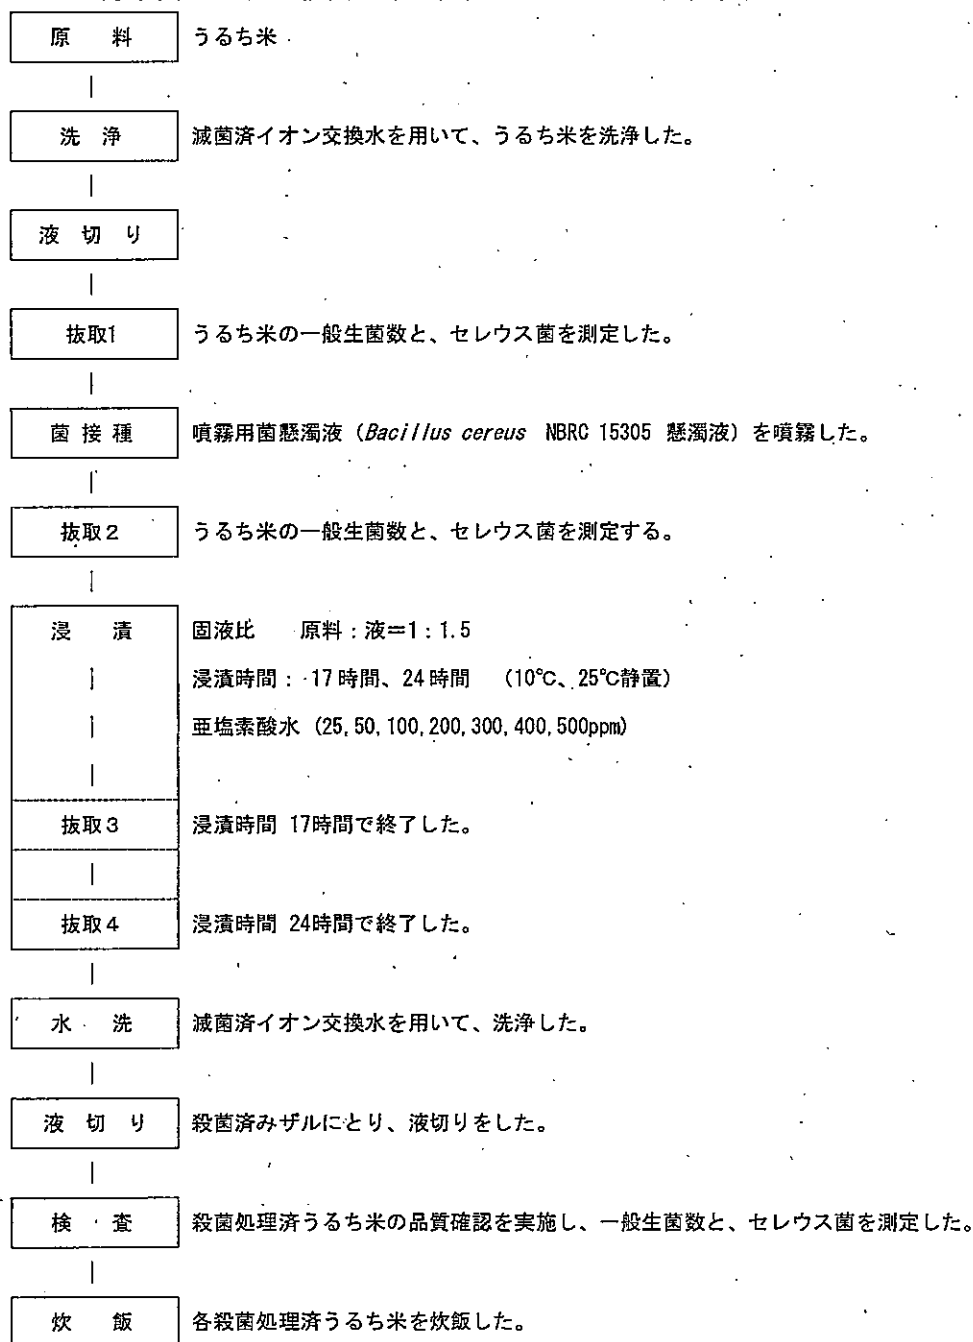 原 料 うるち米
洗 浄 滅菌済イオン交換水を用いて、うるち米を洗浄した。
液 切 り
抜取1 うるち米の一般生菌数と、セレウス菌を測定した。
菌 接 種 噴霧用菌懸濁液（Bacillus cereus NBRC 15305 懸濁液）を噴霧した。
抜取2 うるち米の一般生菌数と、セレウス菌を測定する。
浸 漬 固液比 原料：液＝1：1.5
浸漬時間：17時間、24時間 （10℃、25℃静置）
亜塩素酸水（25, 50, 100, 200, 300, 400, 500ppm）
抜取3 浸漬時間 17時間で終了した。
抜取4 浸漬時間 24時間で終了した。
水 洗 滅菌済イオン交換水を用いて、洗浄した。
液 切 り 殺菌済みザルにとり、液切りをした。
検 査 殺菌処理済うるち米の品質確認を実施し、一般生菌数と、セレウス菌を測定した。
炊 飯 各殺菌処理済うるち米を炊飯した。